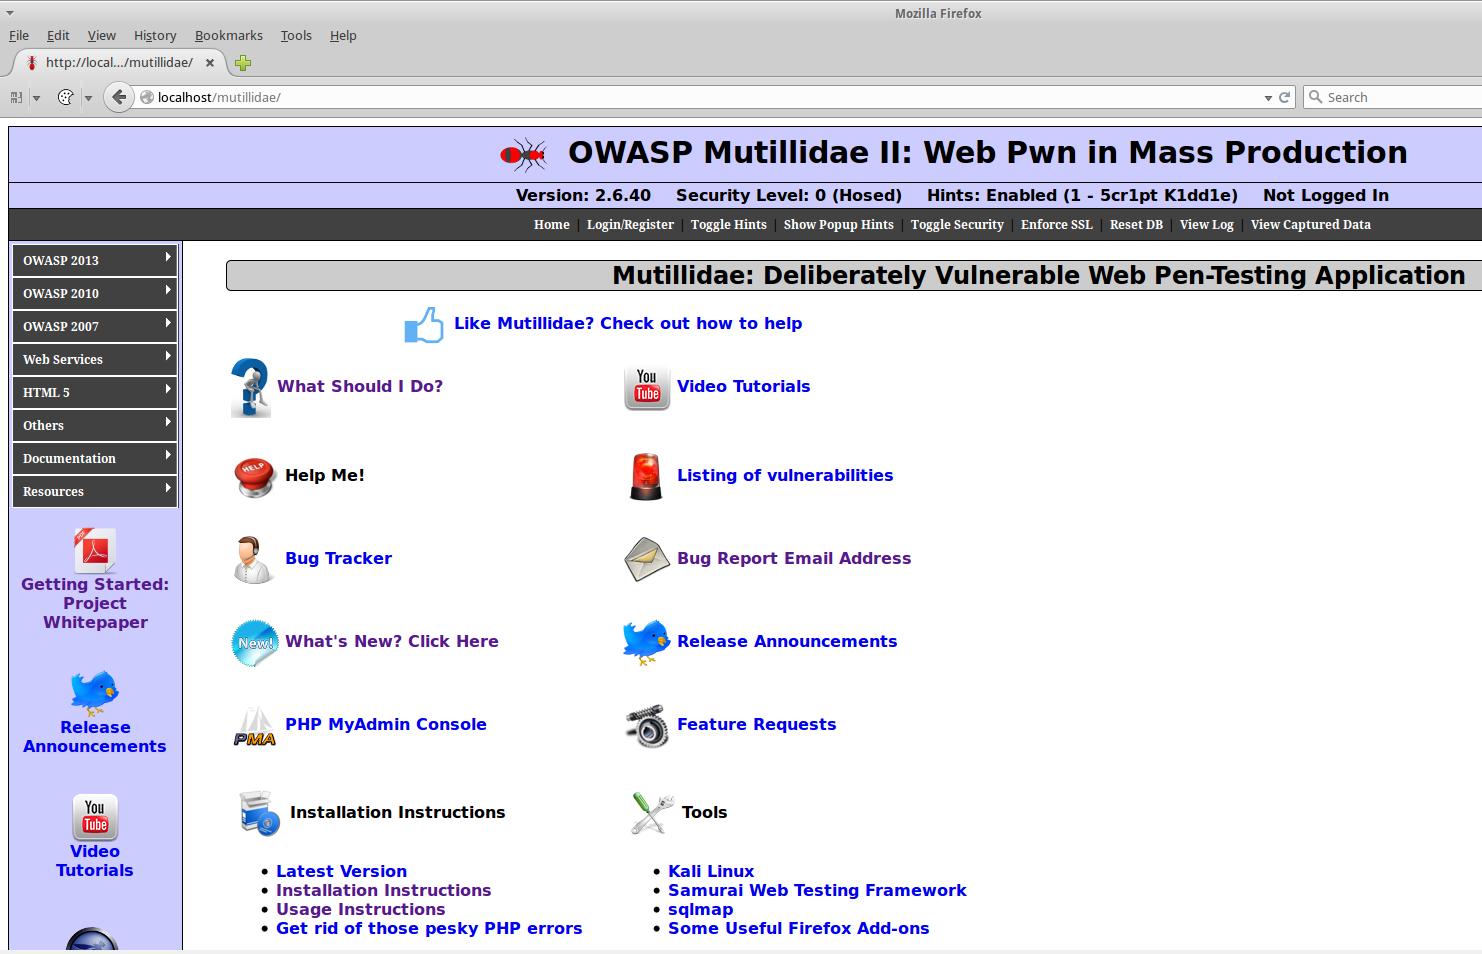 Mozilla Firefox
File Edit View History Bookmarks Tools Help
http://local.../mutillidae/
localhost/mutillidae/
Search
OWASP Mutillidae II: Web Pwn in Mass Production
Version: 2.6.40 Security Level: 0 (Hosed) Hints: Enabled (1 - 5cr1pt K1dd1e) Not Logged In
Home | Login/Register | Toggle Hints | Show Popup Hints | Toggle Security | Enforce SSL | Reset DB | View Log | View Captured Data
OWASP 2013
OWASP 2010
OWASP 2007
Web Services
HTML 5
Others
Documentation
Resources
PDF
Getting Started:
Project
Whitepaper
Release
Announcements
You
Tube
Video
Tutorials
Mutillidae: Deliberately Vulnerable Web Pen-Testing Application
Like Mutillidae? Check out how to help
What Should I Do?
You
Tube
Video Tutorials
HELP
Help Me!
Listing of vulnerabilities
Bug Tracker
Bug Report Email Address
New!
What's New? Click Here
Release Announcements
PMA
PHP MyAdmin Console
Feature Requests
Installation Instructions
Tools
• Latest Version
• Installation Instructions
• Usage Instructions
• Get rid of those pesky PHP errors
• Kali Linux
• Samurai Web Testing Framework
• sqlmap
• Some Useful Firefox Add-ons